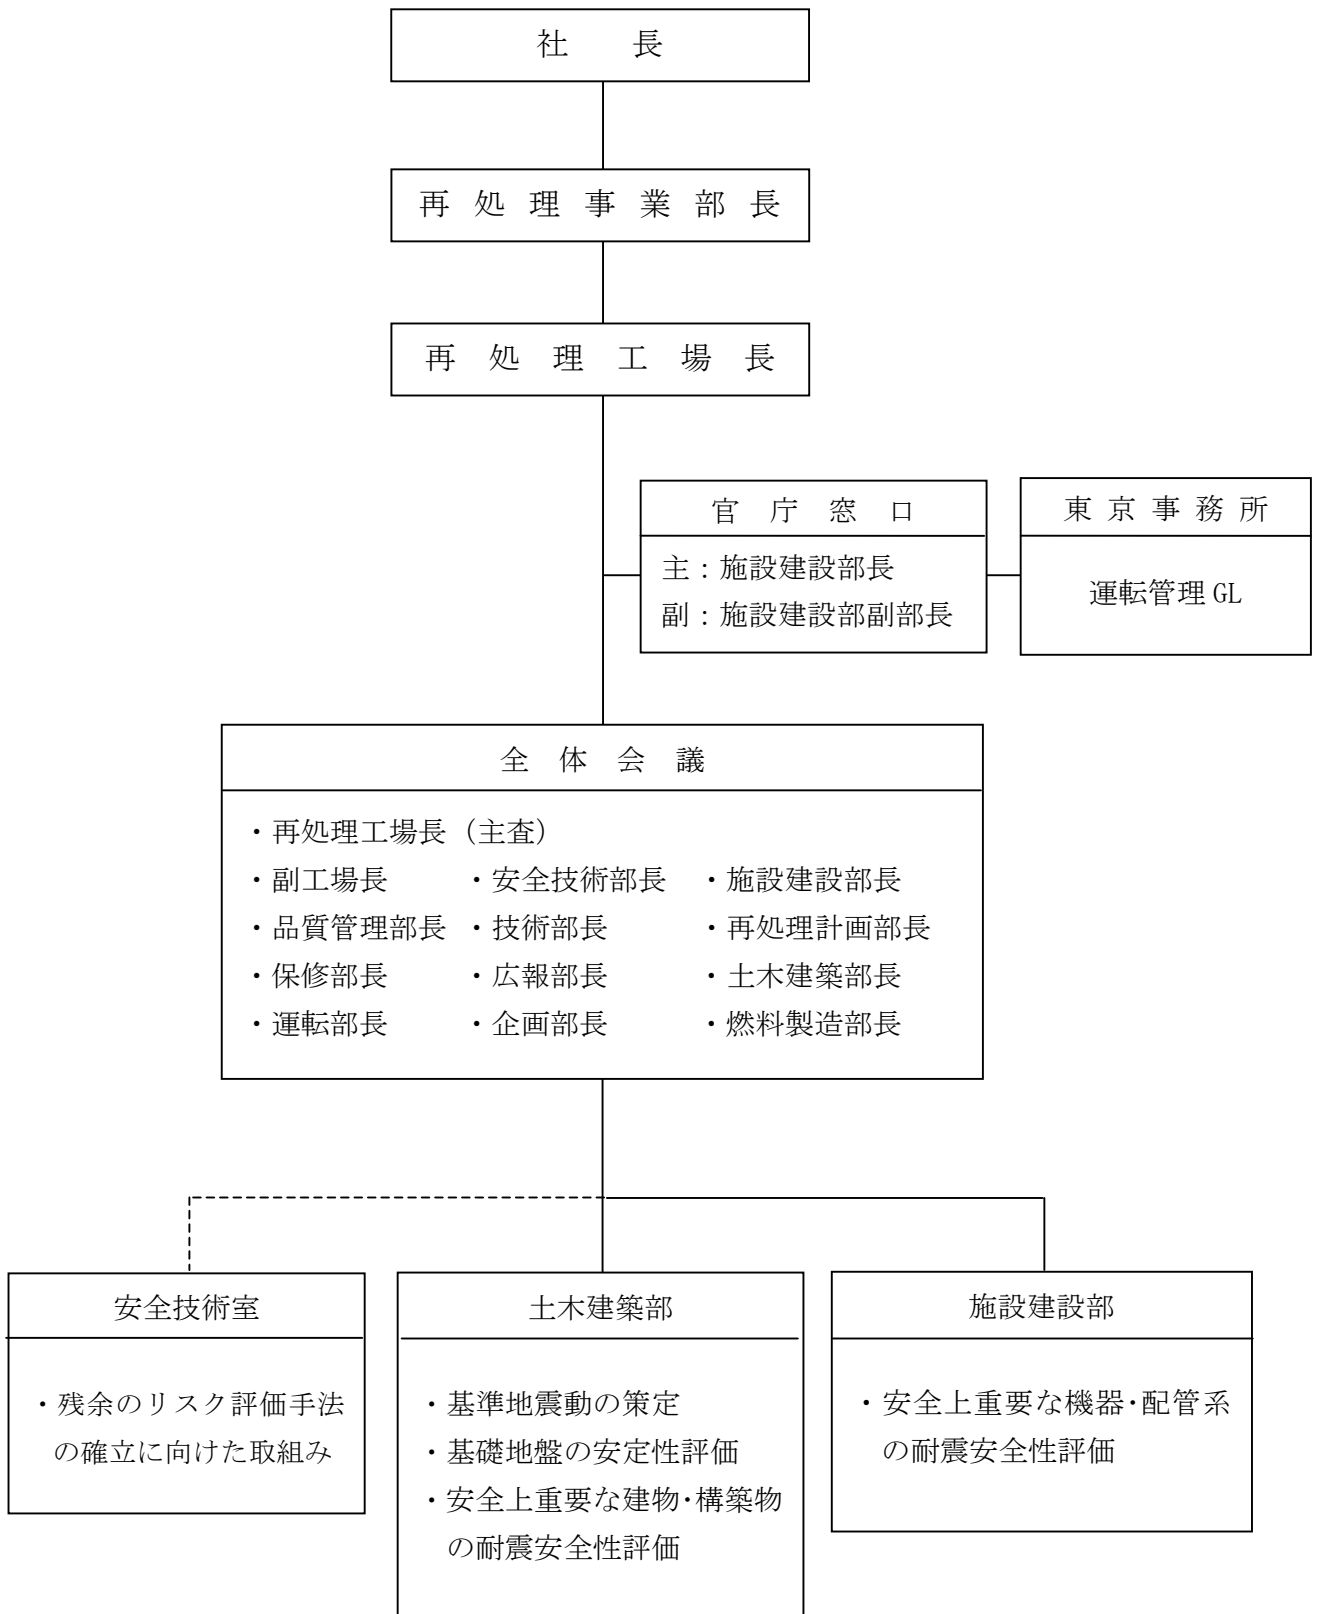 社　長
再処理事業部長
再処理工場長
官庁窓口
主：施設建設部長
副：施設建設部副部長
東京事務所
運転管理 GL
全体会議
・再処理工場長（主査）
・副工場長　・安全技術部長　・施設建設部長
・品質管理部長　・技術部長　・再処理計画部長
・保修部長　・広報部長　・土木建築部長
・運転部長　・企画部長　・燃料製造部長
安全技術室
・残余のリスク評価手法
の確立に向けた取組み
土木建築部
・基準地震動の策定
・基礎地盤の安定性評価
・安全上重要な建物・構築物
の耐震安全性評価
施設建設部
・安全上重要な機器・配管系
の耐震安全性評価